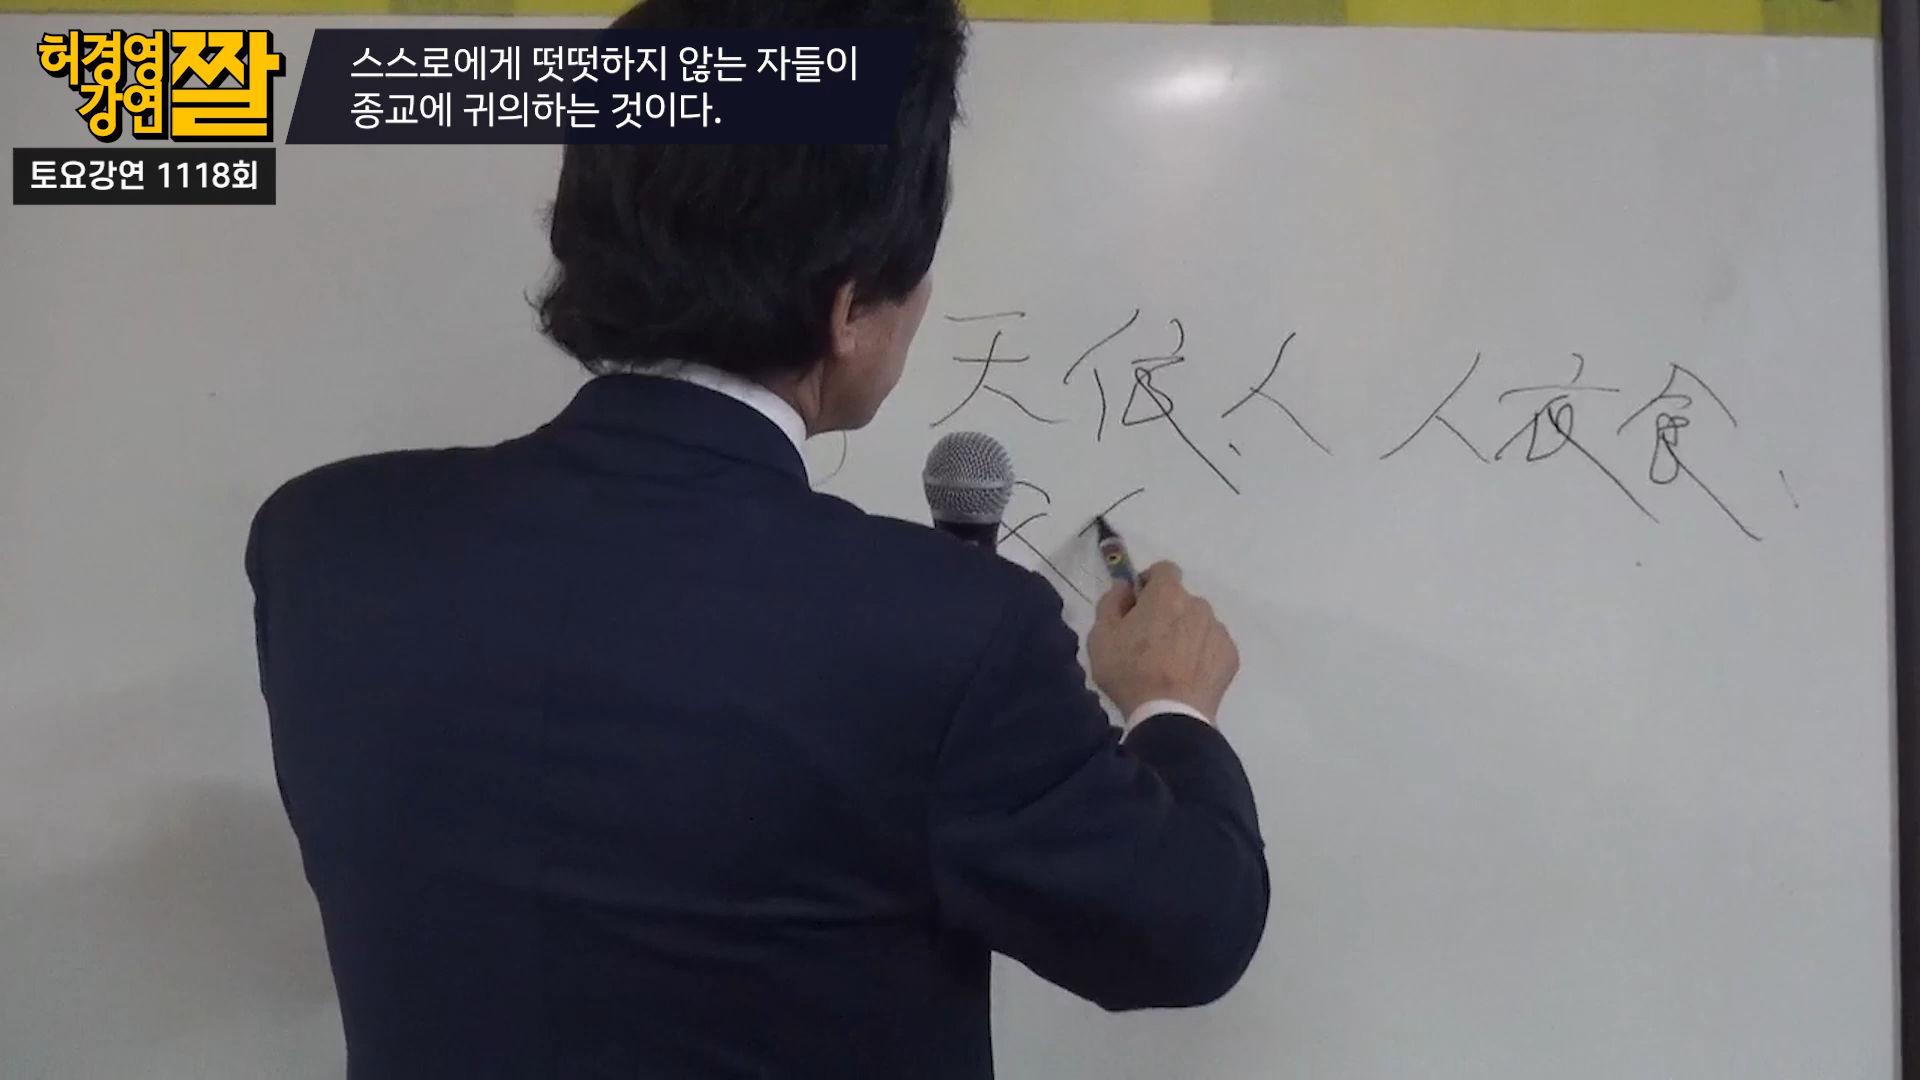 허경영
강연
짤
스스로에게 떳떳하지 않는 자들이
종교에 귀의하는 것이다.
토요강연 1118회
天 人 人 食